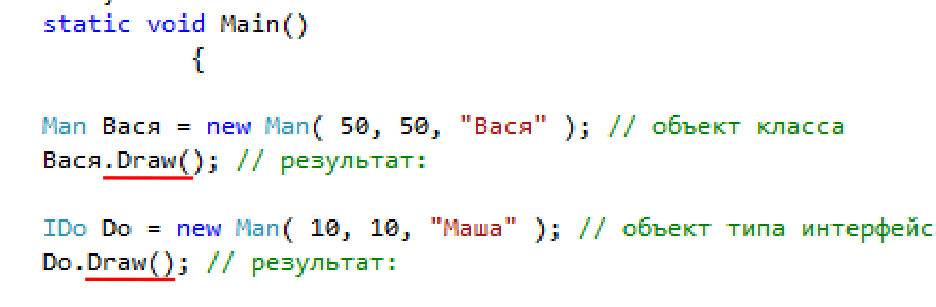 static void Main()
{
Man Вася = new Man( 50, 50, "Вася" ); // объект класса
Вася.Draw(); // результат:
IDo Do = new Man( 10, 10, "Маша" ); // объект типа интерфейс
Do.Draw(); // результат: